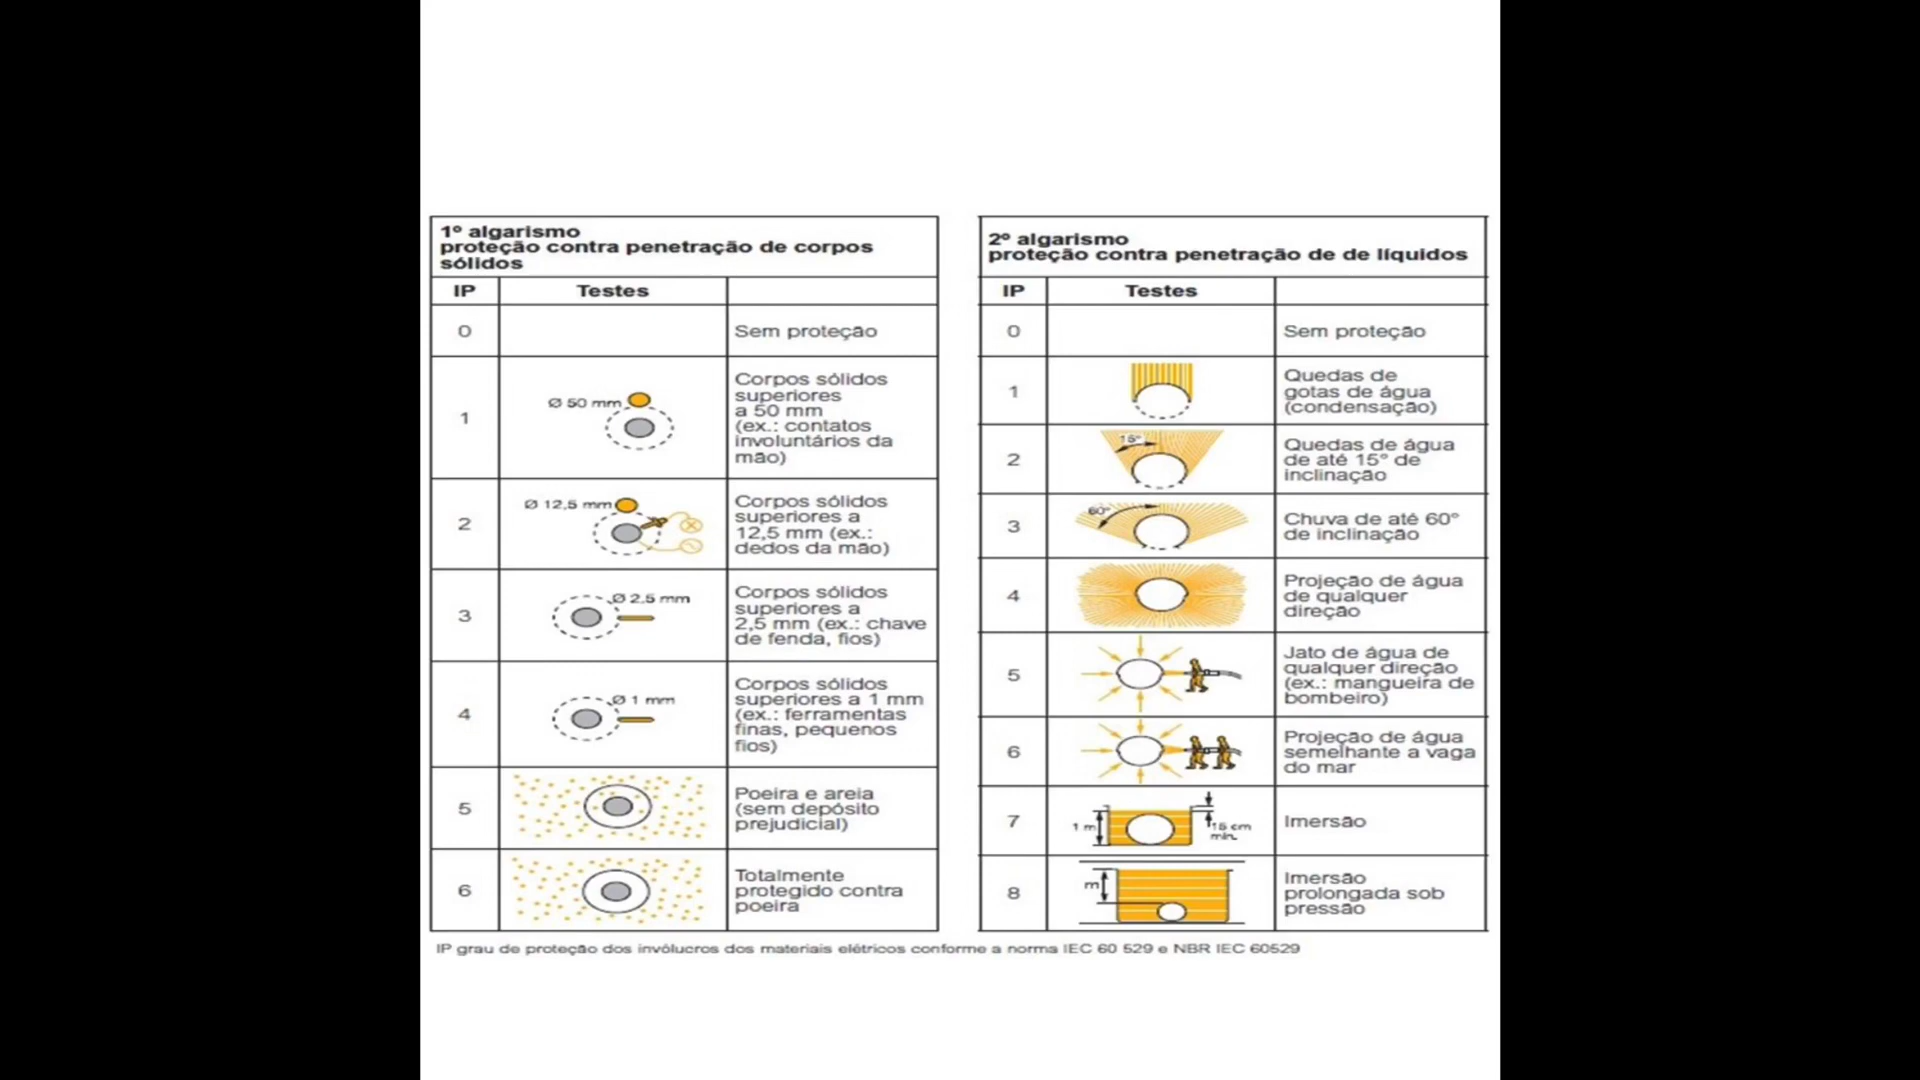 1º algarismo
proteção contra penetração de corpos
sólidos
IP Testes
0 Sem proteção
1 Ø 50 mm Corpos sólidos
superiores
a 50 mm
(ex.: contatos
involuntários da
mão)
2 Ø 12,5 mm Corpos sólidos
superiores a
12,5 mm (ex.:
dedos da mão)
3 Ø 2,5 mm Corpos sólidos
superiores a
2,5 mm (ex.: chave
de fenda, fios)
4 Ø 1 mm Corpos sólidos
superiores a 1 mm
(ex.: ferramentas
finas, pequenos
fios)
5 Poeira e areia
(sem depósito
prejudicial)
6 Totalmente
protegido contra
poeira
2º algarismo
proteção contra penetração de de líquidos
IP Testes
0 Sem proteção
1 Quedas de
gotas de água
(condensação)
2 15° Quedas de água
de até 15° de
inclinação
3 60° Chuva de até 60°
de inclinação
4 Projeção de água
de qualquer
direção
5 Jato de água de
qualquer direção
(ex.: mangueira de
bombeiro)
6 Projeção de água
semelhante a vaga
do mar
7 1 m 15 cm
min.
Imersão
8 m Imersão
prolongada sob
pressão
IP grau de proteção dos invólucros dos materiais elétricos conforme a norma IEC 60 529 e NBR IEC 60529